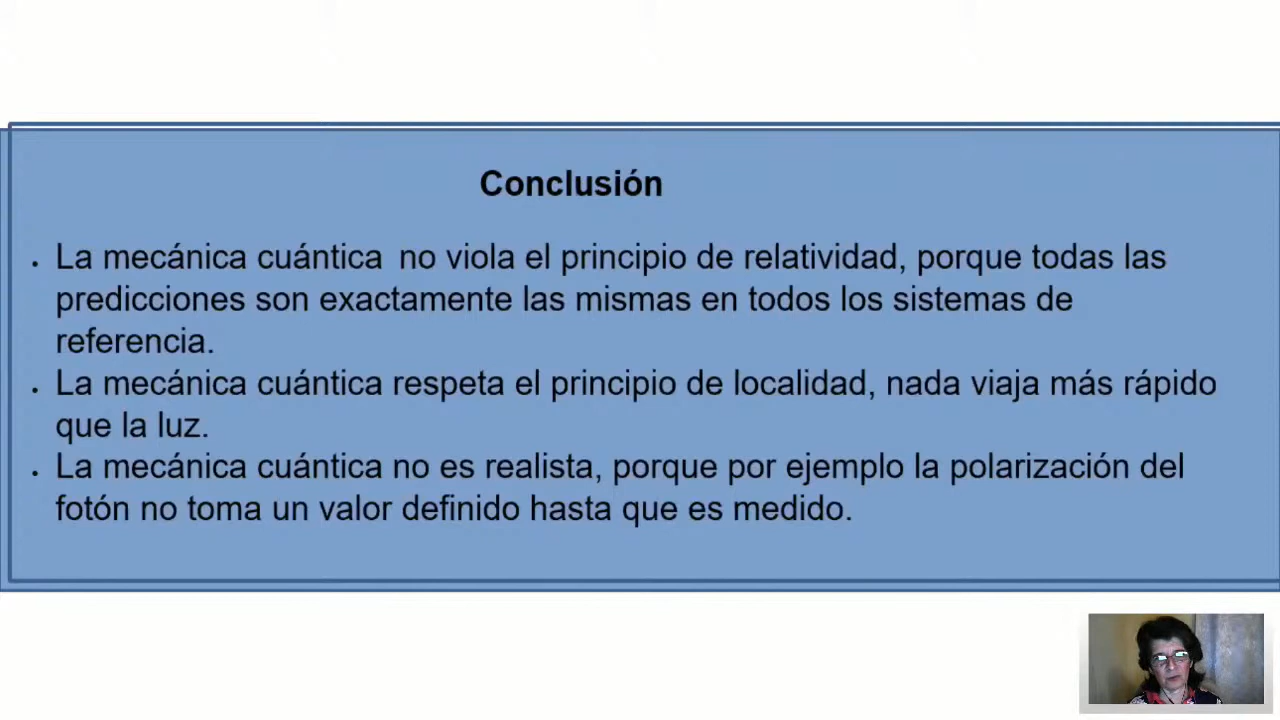 Conclusión
• La mecánica cuántica no viola el principio de relatividad, porque todas las
predicciones son exactamente las mismas en todos los sistemas de
referencia.
• La mecánica cuántica respeta el principio de localidad, nada viaja más rápido
que la luz.
• La mecánica cuántica no es realista, porque por ejemplo la polarización del
fotón no toma un valor definido hasta que es medido.